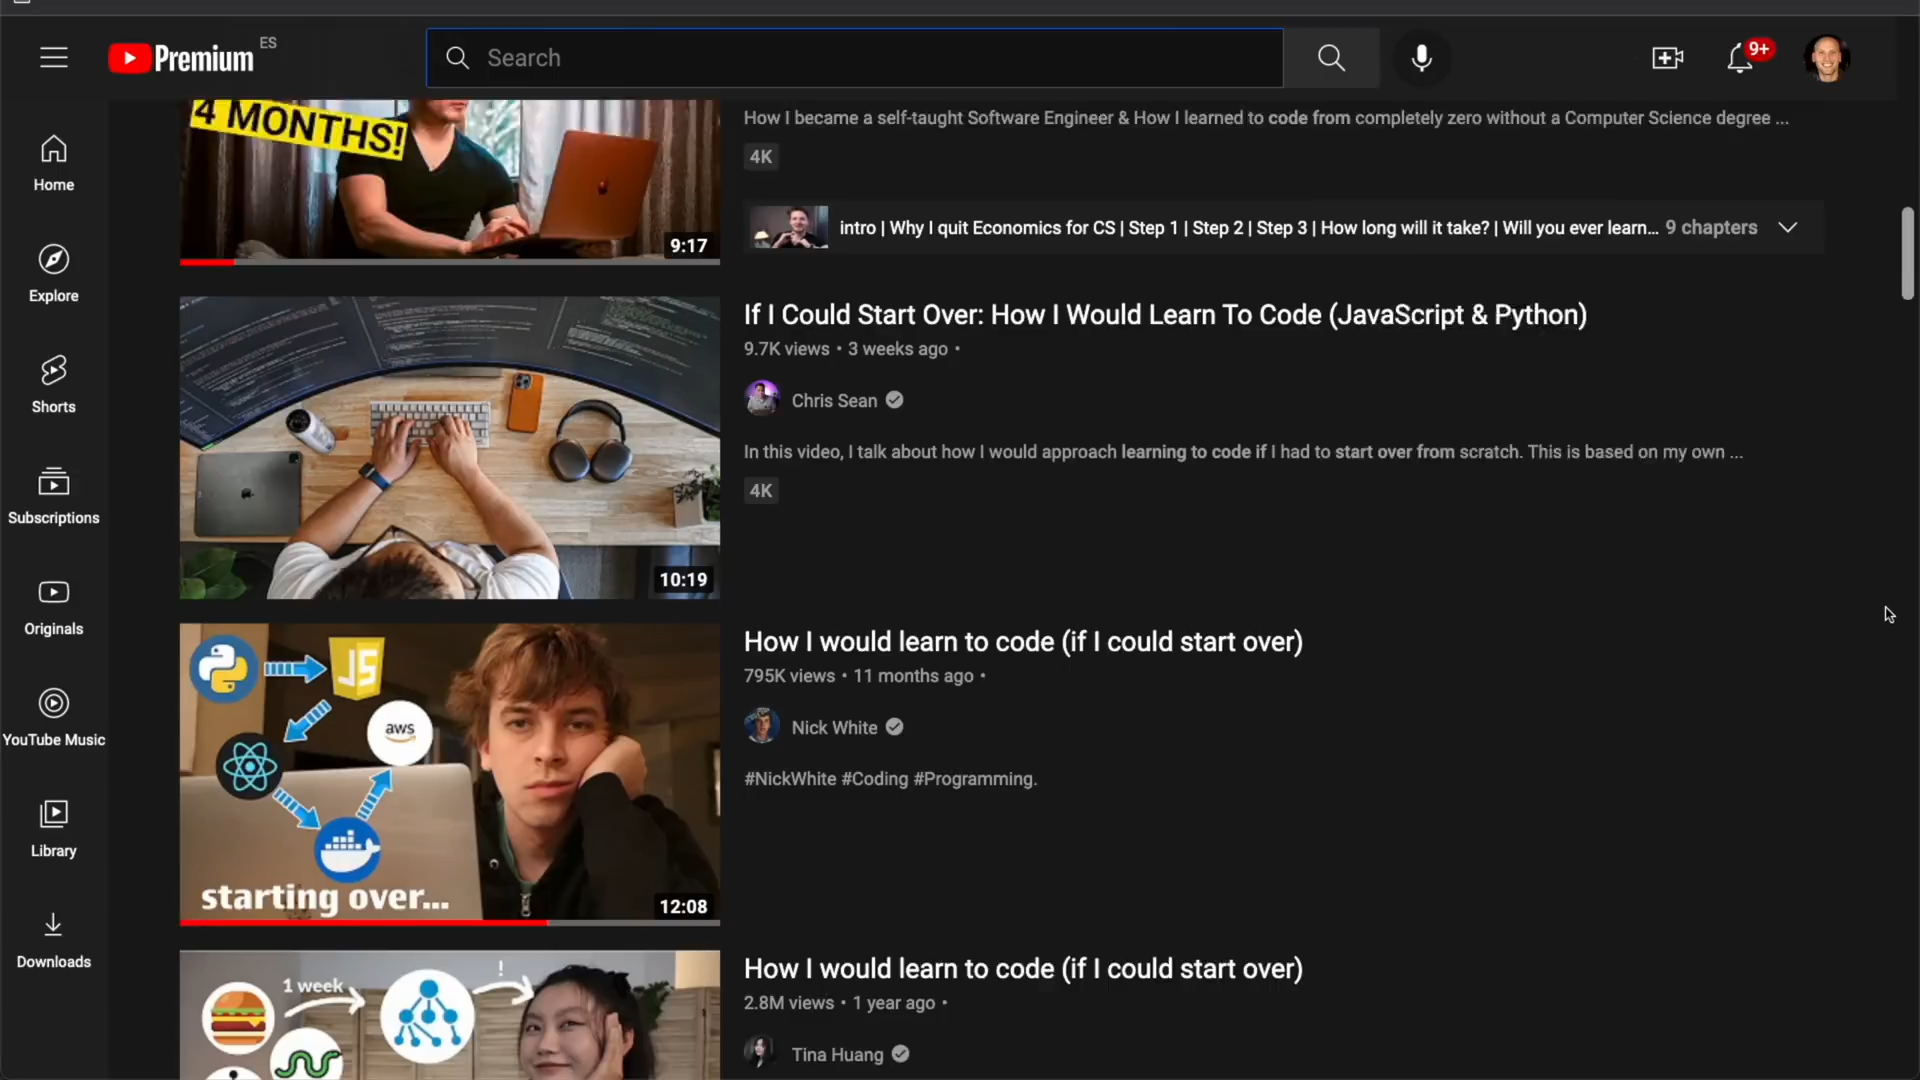 Premium ES
Search
9+
Home
Explore
Shorts
Subscriptions
Originals
YouTube Music
Library
Downloads
4 MONTHS!
9:17
How I became a self-taught Software Engineer & How I learned to code from completely zero without a Computer Science degree ...
4K
intro | Why I quit Economics for CS | Step 1 | Step 2 | Step 3 | How long will it take? | Will you ever learn... 9 chapters
10:19
If I Could Start Over: How I Would Learn To Code (JavaScript & Python)
9.7K views • 3 weeks ago •
Chris Sean
In this video, I talk about how I would approach learning to code if I had to start over from scratch. This is based on my own ...
4K
JS
aws
starting over...
12:08
How I would learn to code (if I could start over)
795K views • 11 months ago •
Nick White
#NickWhite #Coding #Programming.
1 week
!
How I would learn to code (if I could start over)
2.8M views • 1 year ago •
Tina Huang